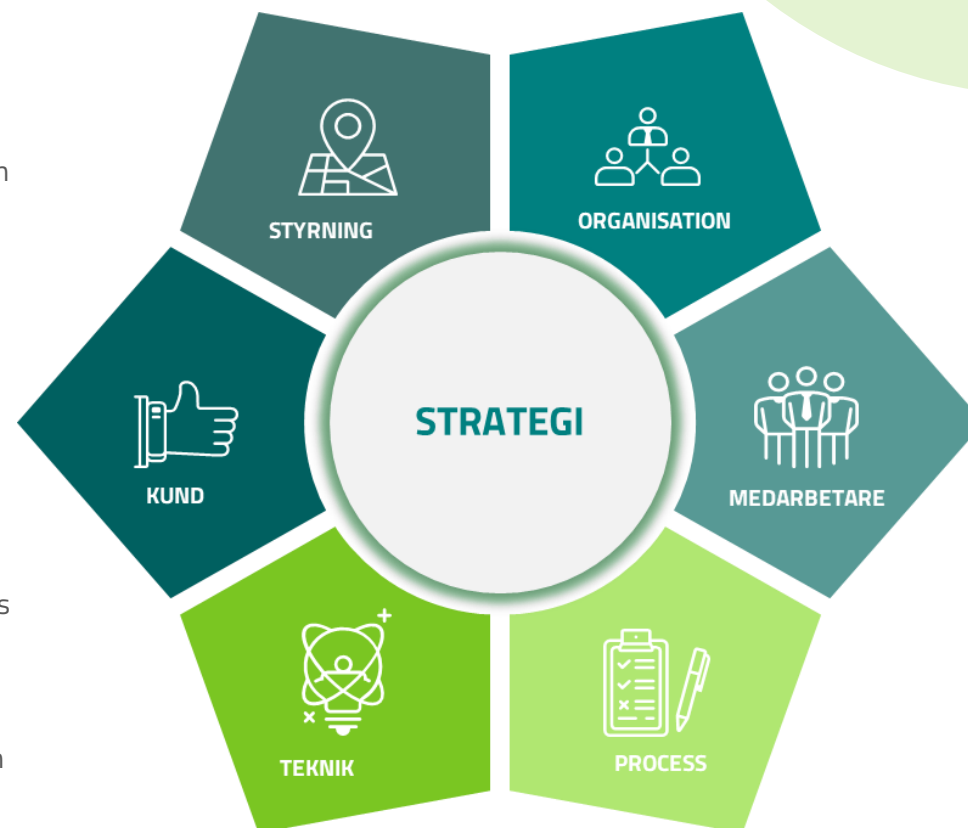 STYRNING
ORGANISATION
KUND
STRATEGI
MEDARBETARE
TEKNIK
PROCESS